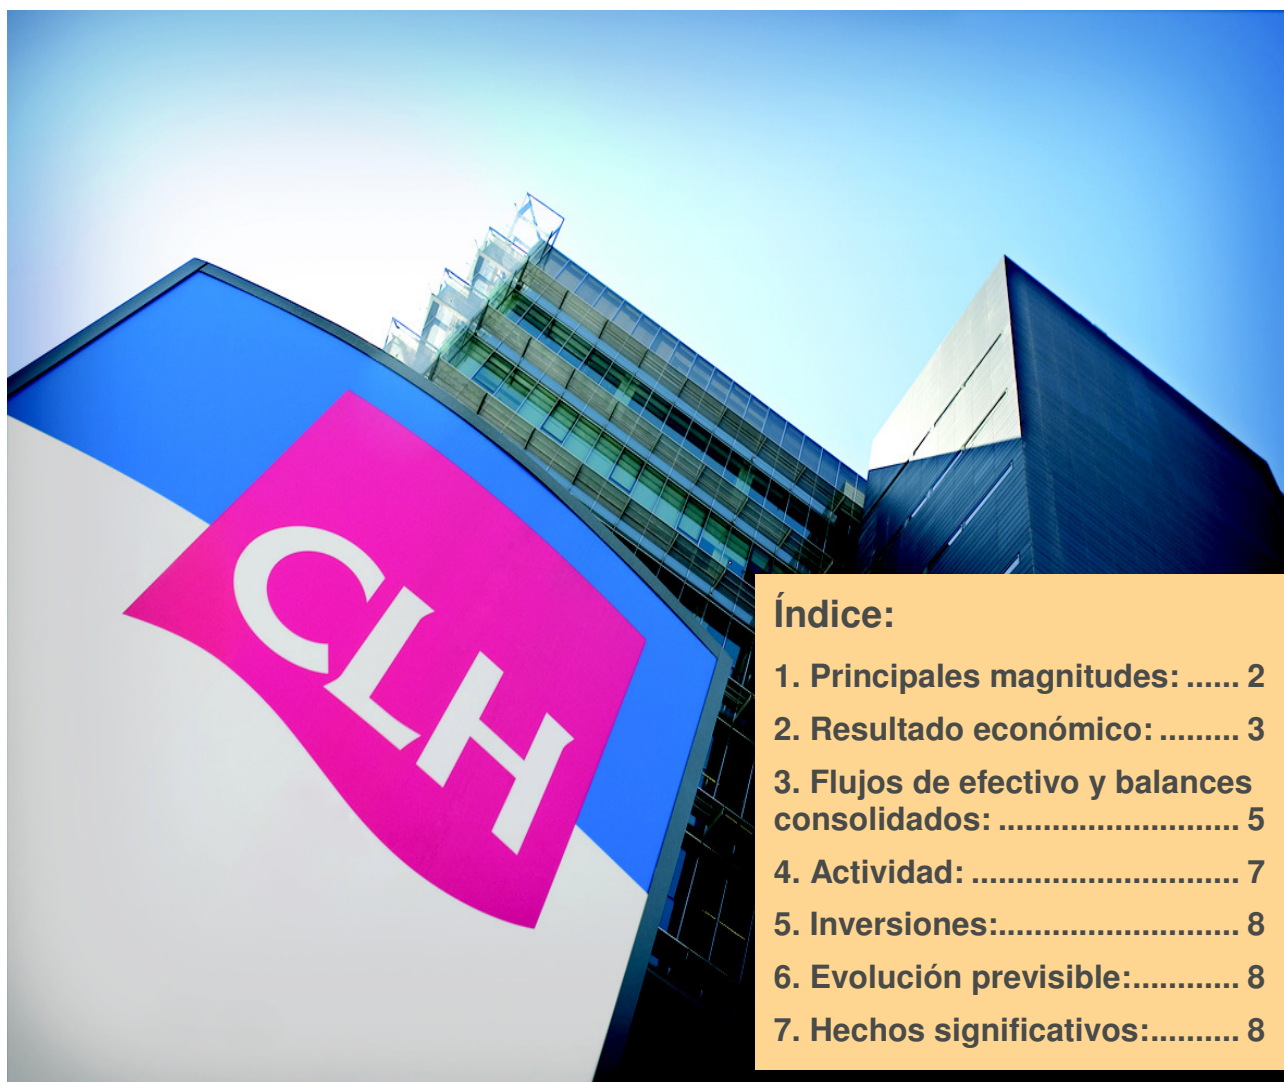 CLH
Índice:
1. Principales magnitudes: ...... 2
2. Resultado económico: ......... 3
3. Flujos de efectivo y balances
consolidados: ........................... 5
4. Actividad: .............................. 7
5. Inversiones:........................... 8
6. Evolución previsible:............ 8
7. Hechos significativos:.......... 8